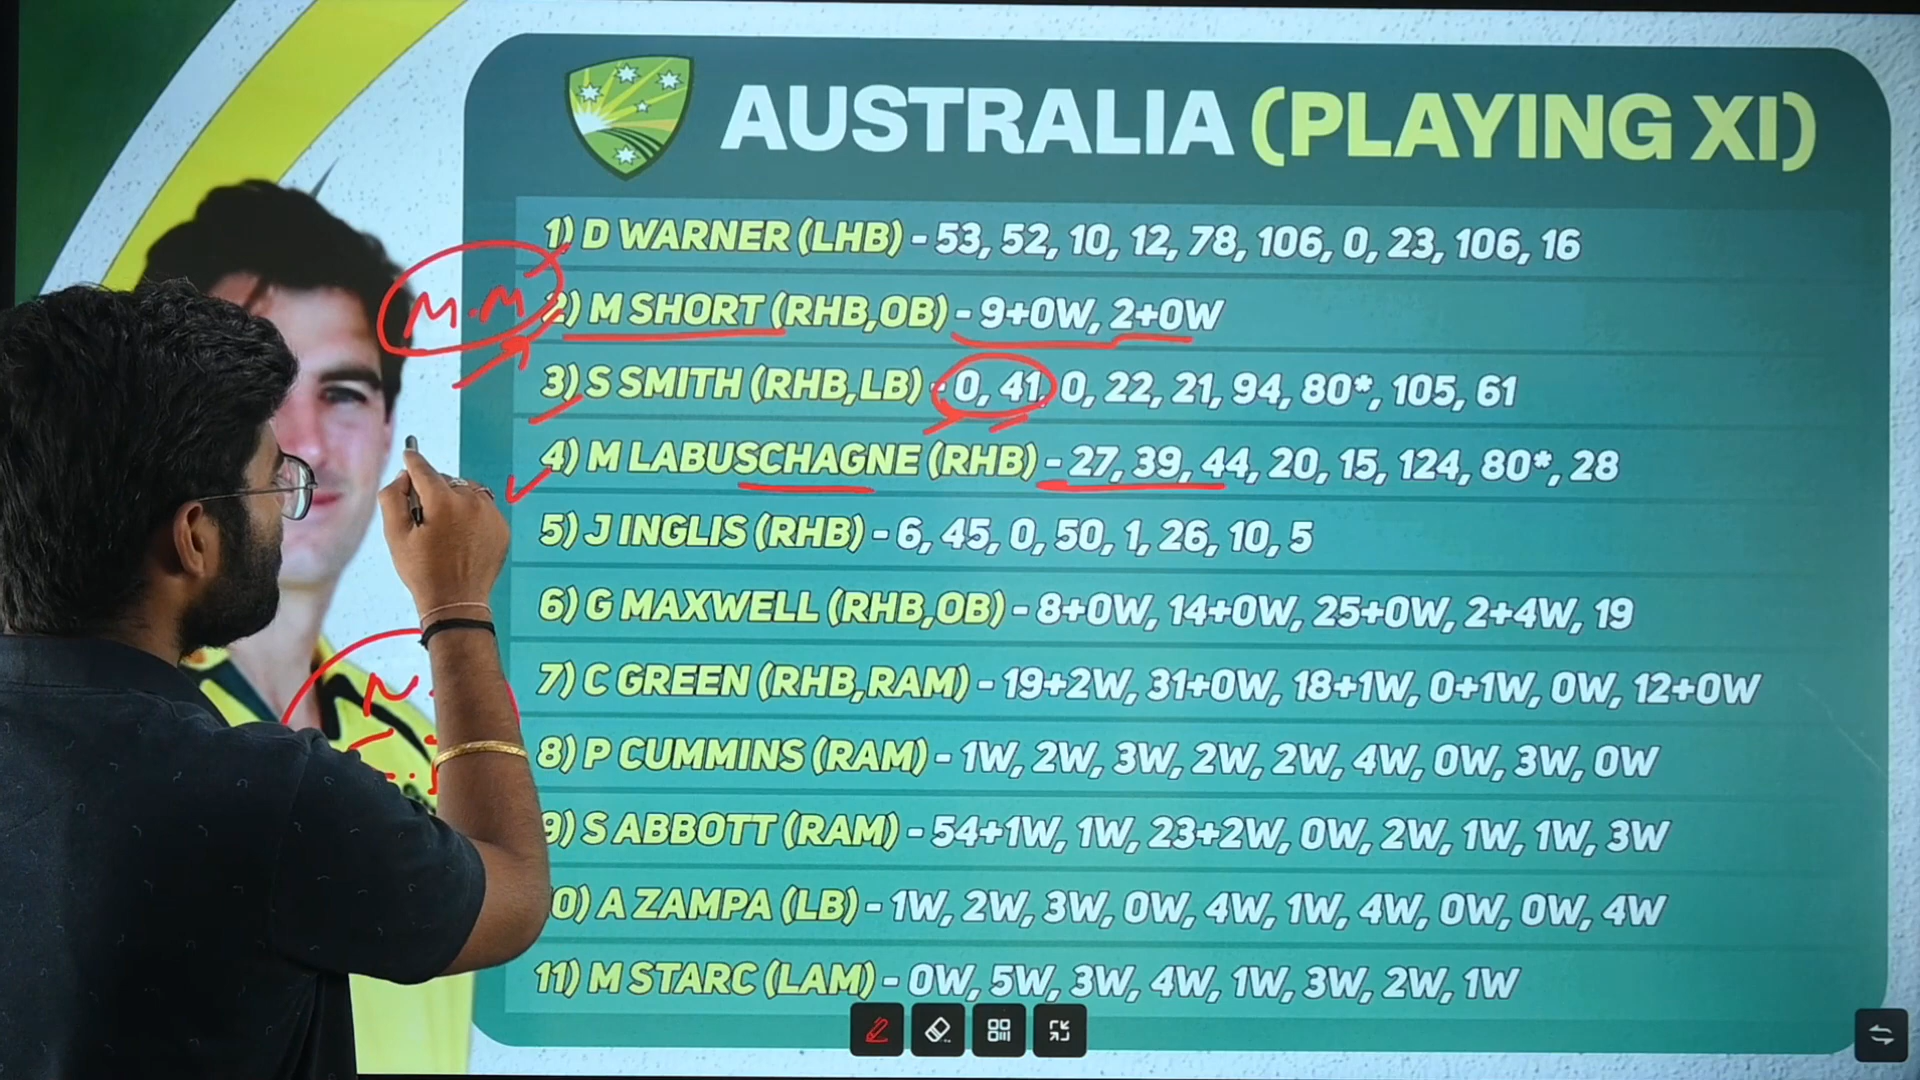 AUSTRALIA (PLAYING XI)
1) D WARNER (LHB) - 53, 52, 10, 12, 78, 106, 0, 23, 106, 16
M.M
2) M SHORT (RHB,OB) - 9+0W, 2+0W
3) S SMITH (RHB,LB) - 0, 41, 0, 22, 21, 94, 80*, 105, 61
4) M LABUSCHAGNE (RHB) - 27, 39, 44, 20, 15, 124, 80*, 28
5) J INGLIS (RHB) - 6, 45, 0, 50, 1, 26, 10, 5
6) G MAXWELL (RHB,OB) - 8+0W, 14+0W, 25+0W, 2+4W, 19
7) C GREEN (RHB,RAM) - 19+2W, 31+0W, 18+1W, 0+1W, 0W, 12+0W
8) P CUMMINS (RAM) - 1W, 2W, 3W, 2W, 2W, 4W, 0W, 3W, 0W
9) S ABBOTT (RAM) - 54+1W, 1W, 23+2W, 0W, 2W, 1W, 1W, 3W
0) A ZAMPA (LB) - 1W, 2W, 3W, 0W, 4W, 1W, 4W, 0W, 0W, 4W
11) M STARC (LAM) - 0W, 5W, 3W, 4W, 1W, 3W, 2W, 1W